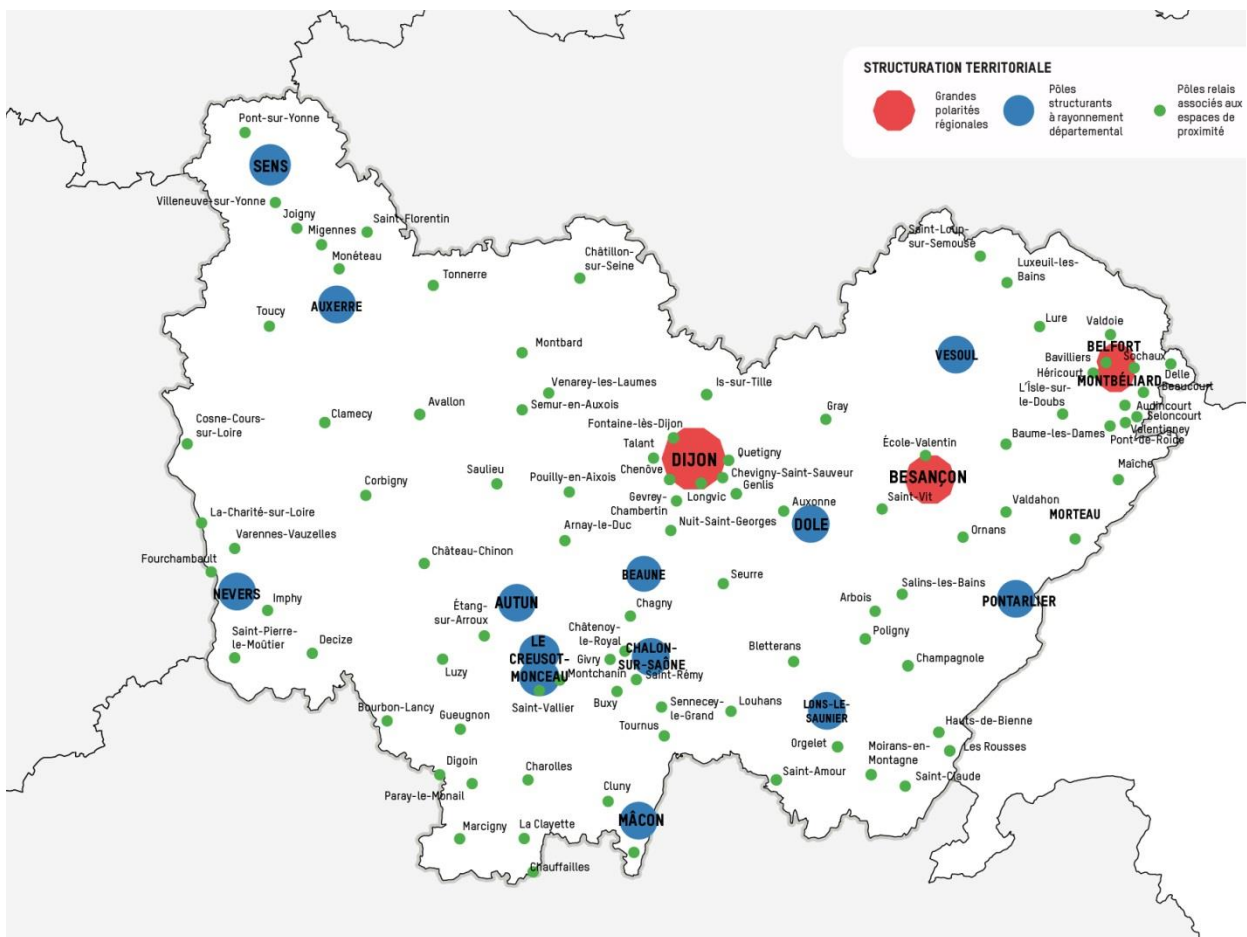 STRUCTURATION TERRITORIALE
Grandes
polarités
régionales
Pôles
structurants
à rayonnement
départemental
Pôles relais
associés aux
espaces de
proximité
Pont-sur-Yonne
SENS
Villeneuve-sur-Yonne
Joigny
Saint-Florentin
Migennes
Monéteau
Tonnerre
Châtillon-
sur-Seine
Saint-Loup-
sur-Semouse
Luxeuil-les-
Bains
AUXERRE
Toucy
Lure
Valdoie
BELFORT
Montbard
VESOUL
Bavilliers
Sochaux
Héricourt
MONTBÉLIARD
Delle
Beaucourt
Venarey-les-Laumes
Is-sur-Tille
L'Îsle-sur-
le-Doubs
Avallon
Semur-en-Auxois
Gray
Audincourt
Seloncourt
Clamecy
Fontaine-lès-Dijon
Valentigney
Cosne-Cours-
sur-Loire
Baume-les-Dames
Pont-de-Roide
Talant
DIJON
Quetigny
École-Valentin
Chenôve
Chevigny-Saint-Sauveur
BESANÇON
Maîche
Saulieu
Pouilly-en-Aixois
Genlis
Corbigny
Gevrey-
Chambertin
Longvic
Auxonne
Saint-Vit
Valdahon
La-Charité-sur-Loire
Nuit-Saint-Georges
DOLE
MORTEAU
Arnay-le-Duc
Ornans
Varennes-Vauzelles
Fourchambault
Château-Chinon
BEAUNE
Seurre
Salins-les-Bains
NEVERS
AUTUN
PONTARLIER
Imphy
Étang-
sur-Arroux
Chagny
Arbois
Châtenoy-
le-Royal
Poligny
Saint-Pierre-
le-Moûtier
Decize
LE
CREUSOT-
MONCEAU
Givry
CHALON-
SUR-SAÔNE
Bletterans
Champagnole
Luzy
Montchanin
Saint-Rémy
Bourbon-Lancy
Saint-Vallier
Buxy
Sennecey-
le-Grand
Louhans
LONS-LE-
SAUNIER
Gueugnon
Tournus
Hauts-de-Bienne
Orgelet
Moirans-en-
Montagne
Les Rousses
Digoin
Charolles
Saint-Amour
Saint-Claude
Paray-le-Monail
Cluny
MÂCON
Marcigny
La Clayette
Chauffailles